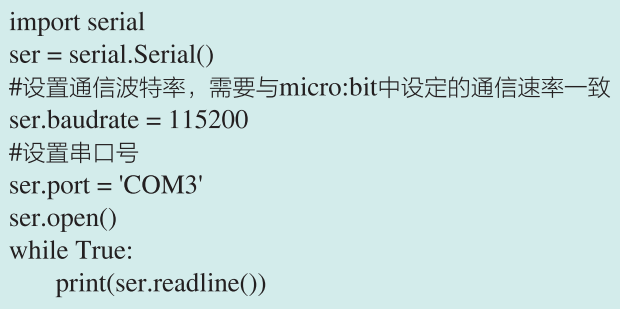 import serial
ser = serial.Serial()
#设置通信波特率，需要与micro:bit中设定的通信速率一致
ser.baudrate = 115200
#设置串口号
ser.port = 'COM3'
ser.open()
while True:
    print(ser.readline())